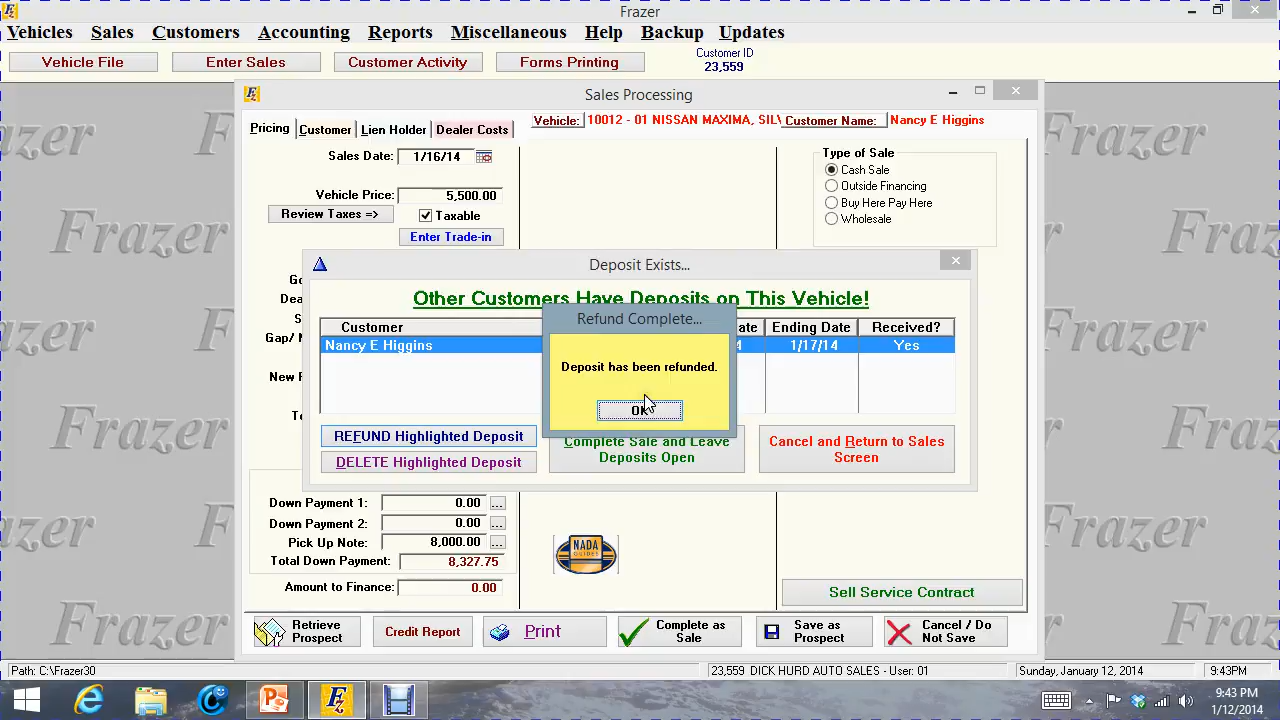 Frazer
Vehicles Sales Customers Accounting Reports Miscellaneous Help Backup Updates
Vehicle File Enter Sales Customer Activity Forms Printing Customer ID
23,559
Sales Processing
Pricing Customer Lien Holder Dealer Costs Vehicle: 10012 - 01 NISSAN MAXIMA, SIL Customer Name: Nancy E Higgins
Sales Date: 1/16/14
Vehicle Price: 5,500.00
Review Taxes => Taxable
Enter Trade-in
Type of Sale
Cash Sale
Outside Financing
Buy Here Pay Here
Wholesale
Deposit Exists...
Other Customers Have Deposits on This Vehicle!
Customer Ending Date Received?
Nancy E Higgins 1/17/14 Yes
Refund Complete...
Deposit has been refunded.
OK
REFUND Highlighted Deposit
DELETE Highlighted Deposit
Complete Sale and Leave
Deposits Open
Cancel and Return to Sales
Screen
Down Payment 1: 0.00 ...
Down Payment 2: 0.00 ...
Pick Up Note: 8,000.00 ...
Total Down Payment: 8,327.75
Amount to Finance: 0.00
NADA
GUIDES
Sell Service Contract
Retrieve
Prospect
Credit Report
Print
Complete as
Sale
Save as
Prospect
Cancel / Do
Not Save
Path: C:\Frazer30 23,559 DICK HURD AUTO SALES - User: 01 Sunday, January 12, 2014 9:43PM
9:43 PM
1/12/2014